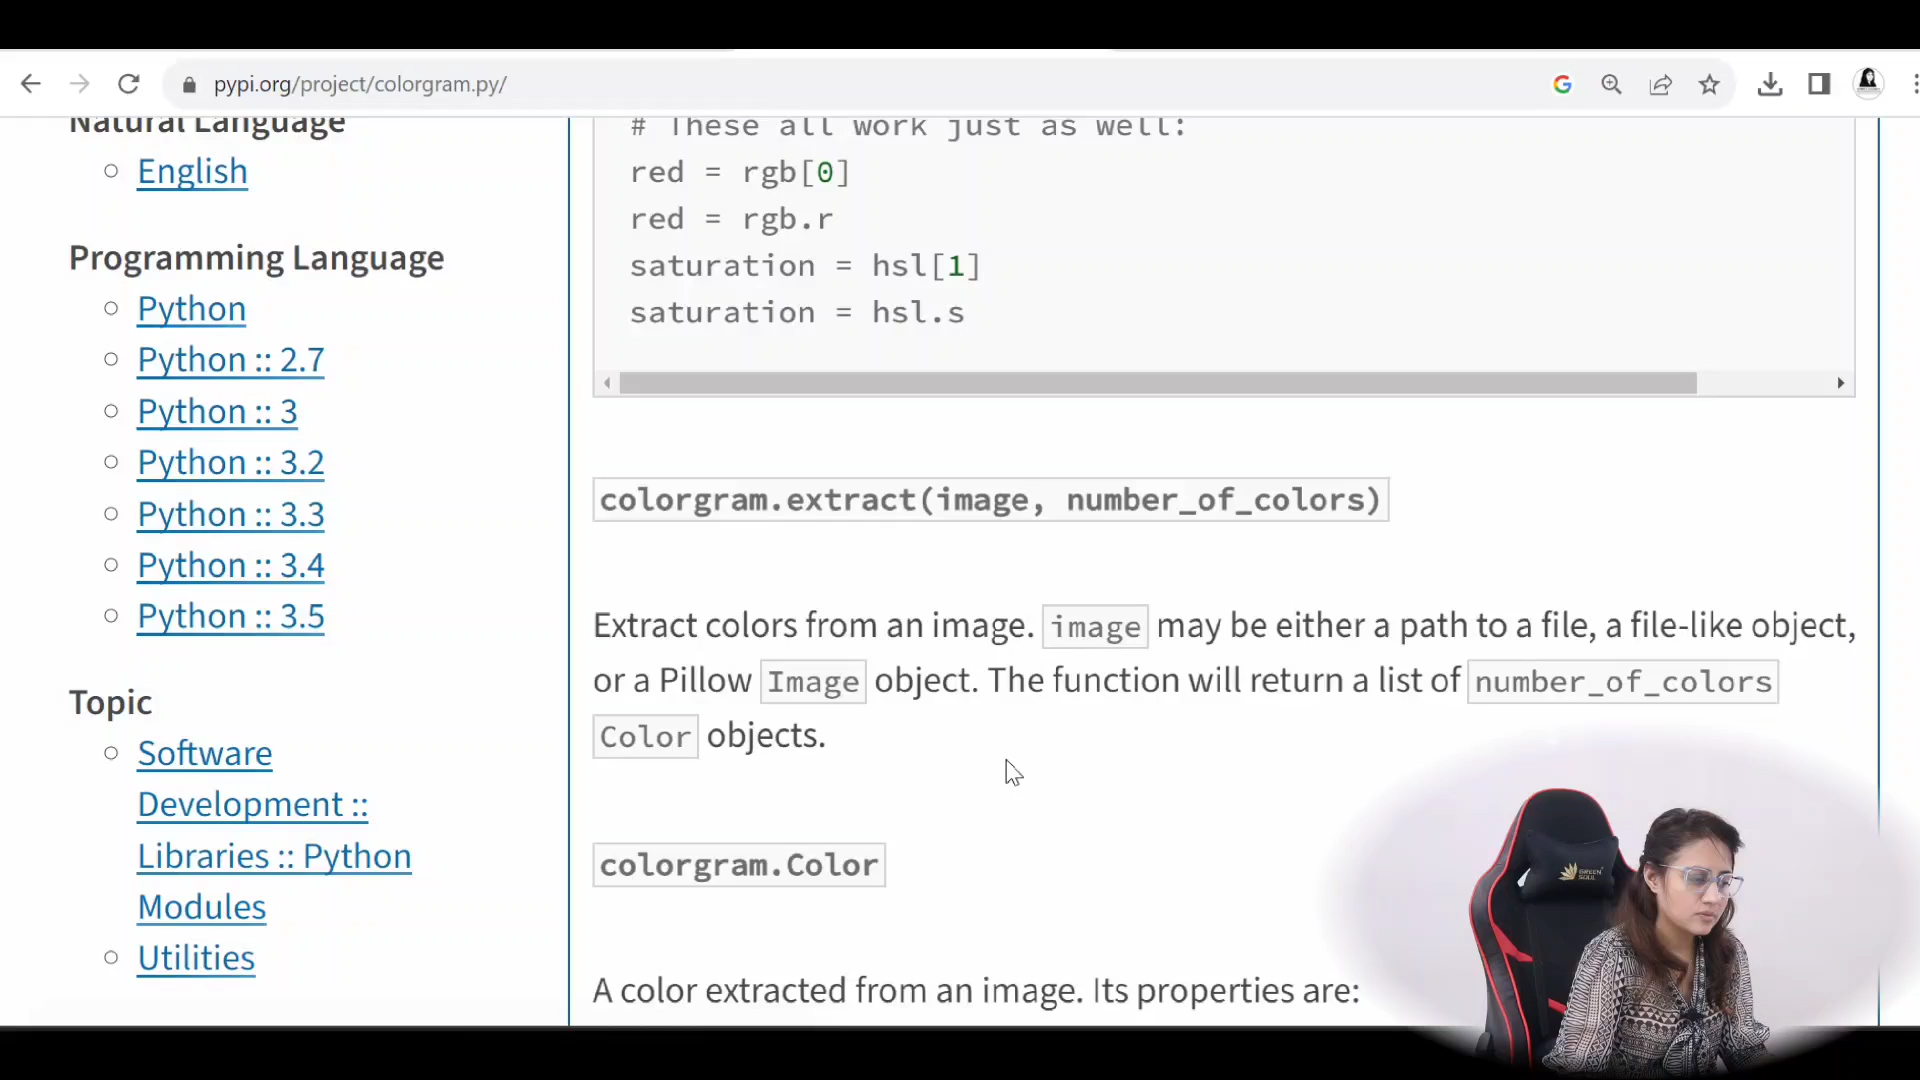 pypi.org/project/colorgram.py/
Natural Language
English
Programming Language
Python
Python :: 2.7
Python :: 3
Python :: 3.2
Python :: 3.3
Python :: 3.4
Python :: 3.5
Topic
Software
Development ::
Libraries :: Python
Modules
Utilities
# These all work just as well:
red = rgb[0]
red = rgb.r
saturation = hsl[1]
saturation = hsl.s
colorgram.extract(image, number_of_colors)
Extract colors from an image. image may be either a path to a file, a file-like object,
or a Pillow Image object. The function will return a list of number_of_colors
Color objects.
colorgram.Color
A color extracted from an image. Its properties are:
GREEN
SOUL